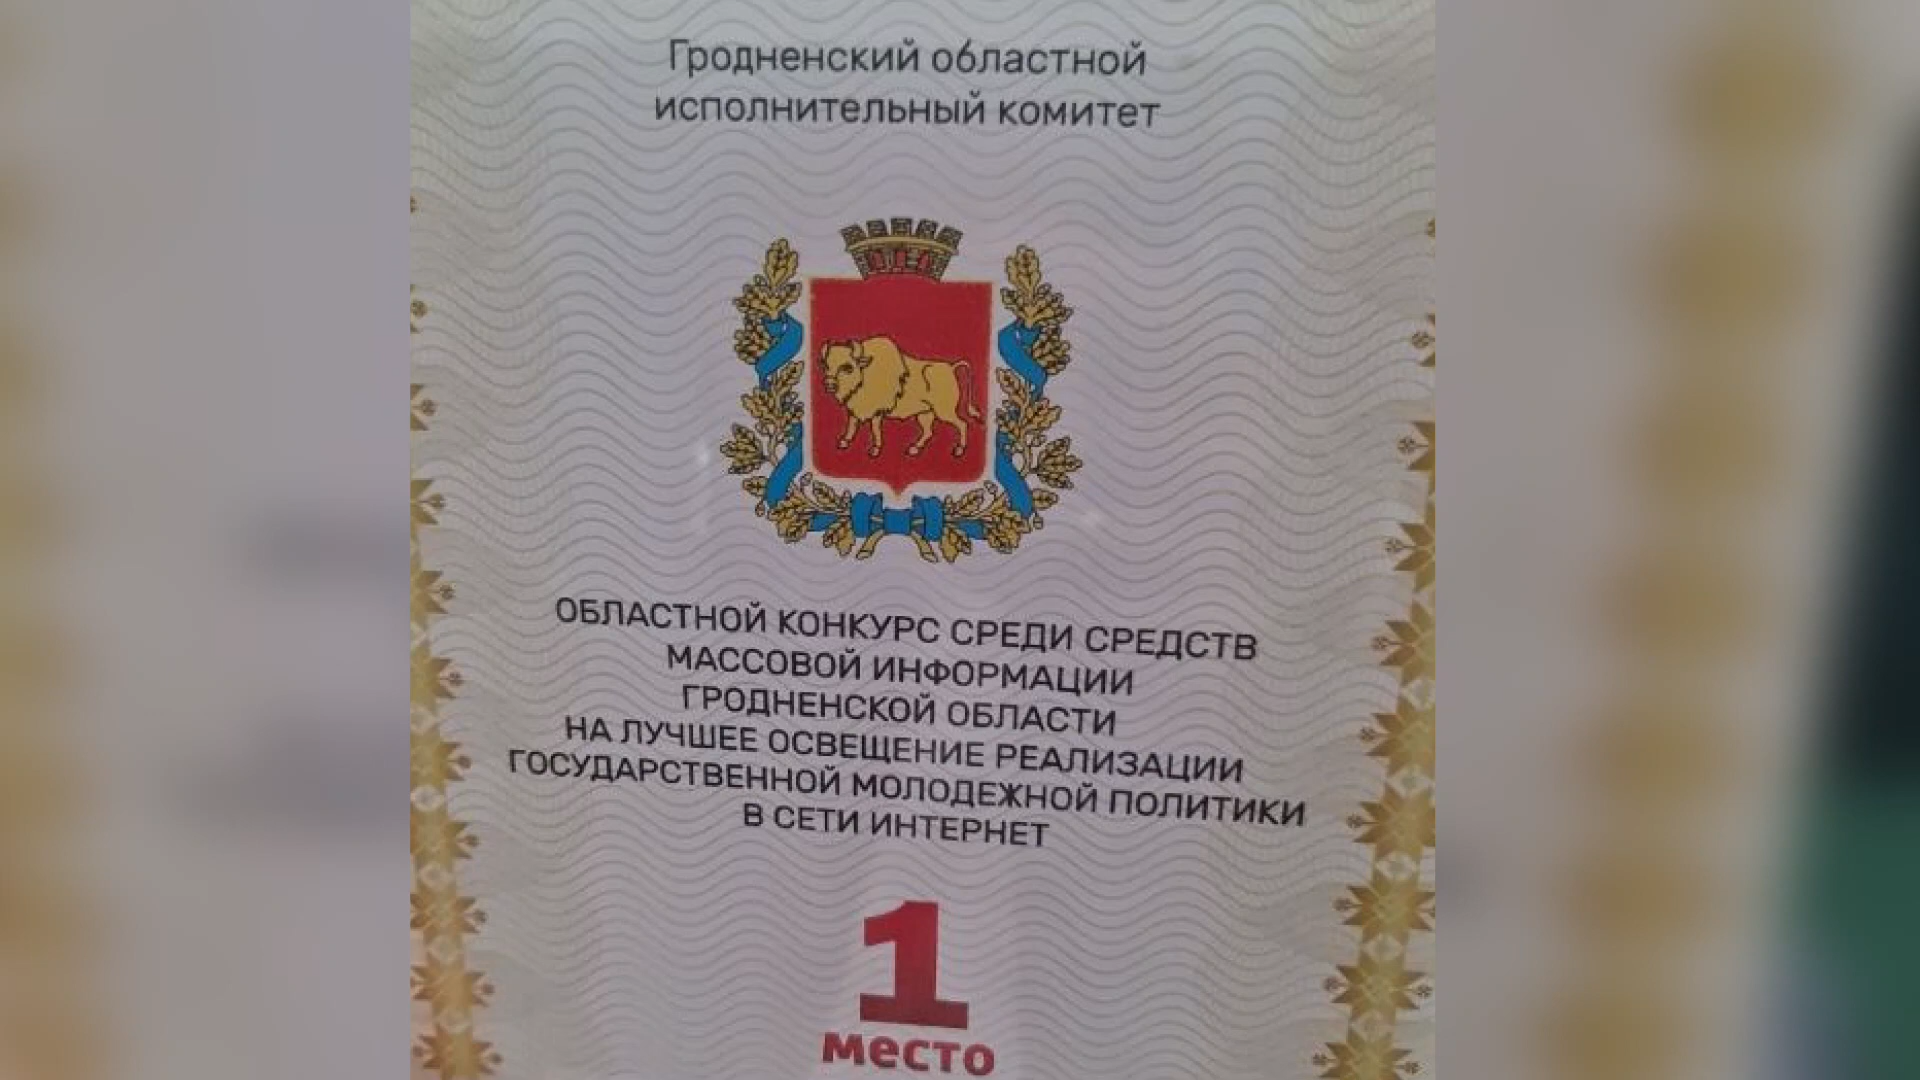 Гродненский областной
исполнительный комитет
ОБЛАСТНОЙ КОНКУРС СРЕДИ СРЕДСТВ
МАССОВОЙ ИНФОРМАЦИИ
ГРОДНЕНСКОЙ ОБЛАСТИ
НА ЛУЧШЕЕ ОСВЕЩЕНИЕ РЕАЛИЗАЦИИ
ГОСУДАРСТВЕННОЙ МОЛОДЕЖНОЙ ПОЛИТИКИ
В СЕТИ ИНТЕРНЕТ
1
место